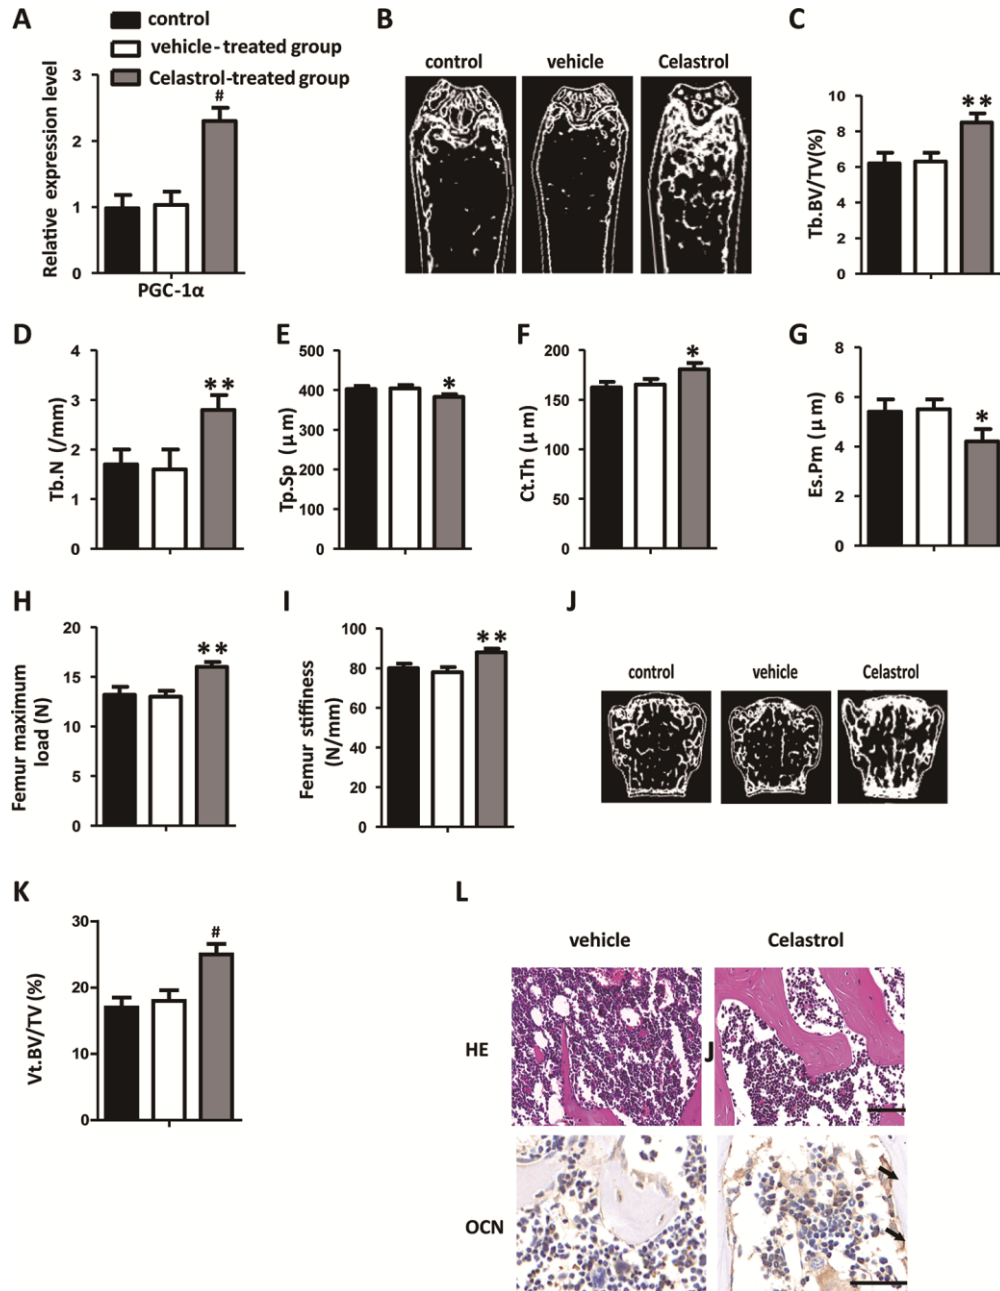 A
control
vehicle-treated group
Celastrol-treated group
Relative expression level
3
2
1
0
#
PGC-1α
B
control vehicle Celastrol
C
Tb.BV/TV(%)
10
8
6
4
2
0
**
D
Tb.N (/mm)
4
3
2
1
0
**
E
Tp.Sp (μm)
500
400
300
200
100
0
*
F
Ct.Th (μm)
200
150
100
50
0
*
G
Es.Pm (μm)
8
6
4
2
0
*
H
Femur maximum
load (N)
20
15
10
5
0
**
I
Femur stiffiness
(N/mm)
100
80
60
40
20
0
**
J
control vehicle Celastrol
K
Vt.BV/TV (%)
30
20
10
0
#
L
vehicle Celastrol
HE
J
OCN